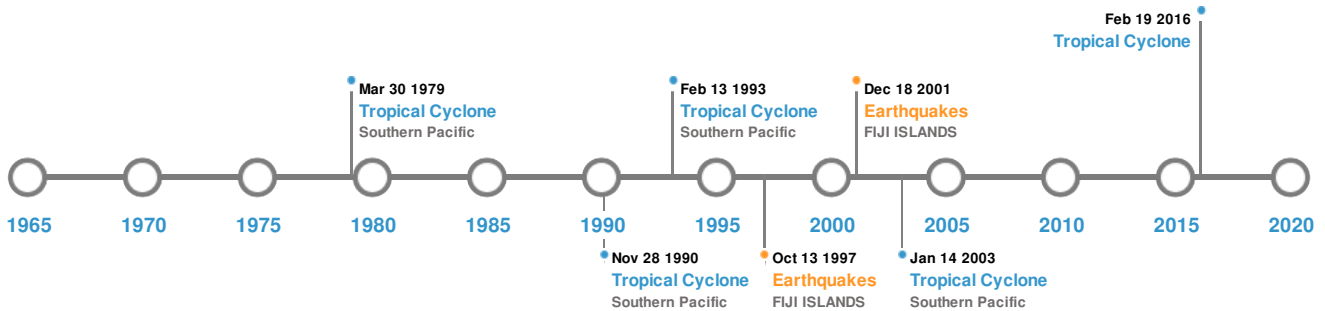 Feb 19 2016
Tropical Cyclone
Mar 30 1979
Tropical Cyclone
Southern Pacific
Feb 13 1993
Tropical Cyclone
Southern Pacific
Dec 18 2001
Earthquakes
FIJI ISLANDS
1965 1970 1975 1980 1985 1990 1995 2000 2005 2010 2015 2020
Nov 28 1990
Tropical Cyclone
Southern Pacific
Oct 13 1997
Earthquakes
FIJI ISLANDS
Jan 14 2003
Tropical Cyclone
Southern Pacific